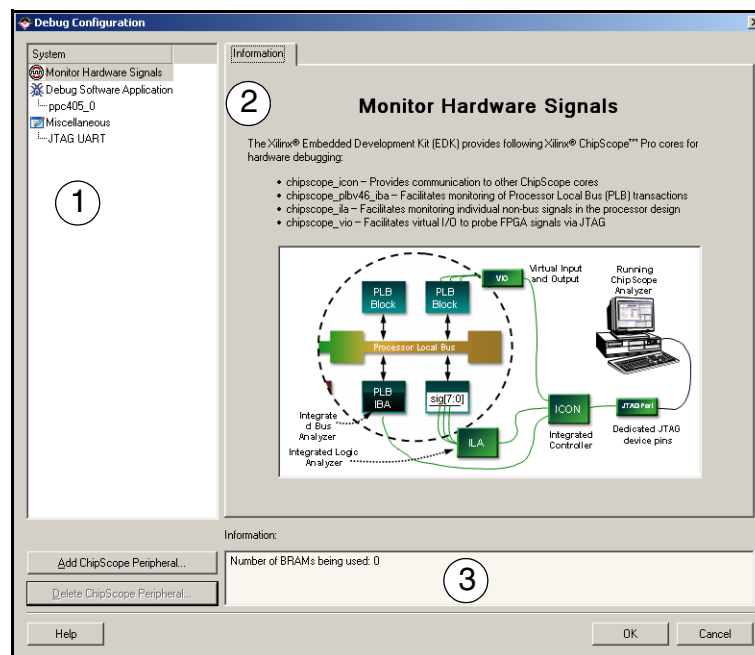 Debug Configuration
System
Monitor Hardware Signals
Debug Software Application
ppc405_0
Miscellaneous
JTAG UART
1
Information
2
Monitor Hardware Signals
The Xilinx® Embedded Development Kit (EDK) provides following Xilinx® ChipScope™ Pro cores for
hardware debugging:
• chipscope_icon – Provides communication to other ChipScope cores
• chipscope_plbv46_iba – Facilitates monitoring of Processor Local Bus (PLB) transactions
• chipscope_ila – Facilitates monitoring individual non-bus signals in the processor design
• chipscope_vio – Facilitates virtual I/O to probe FPGA signals via JTAG
PLB
Block
PLB
Block
VIO
Virtual Input
and Output
Running
ChipScope
Analyzer
Processor Local Bus
PLB
IBA
sig[7:0]
Integrate
d Bus
Analyzer
Integrated Logic
Analyzer
ILA
ICON
Integrated
Controller
JTAG Port
Dedicated JTAG
device pins
Information:
Add ChipScope Peripheral...
Delete ChipScope Peripheral...
Number of BRAMs being used: 0
3
Help
OK
Cancel